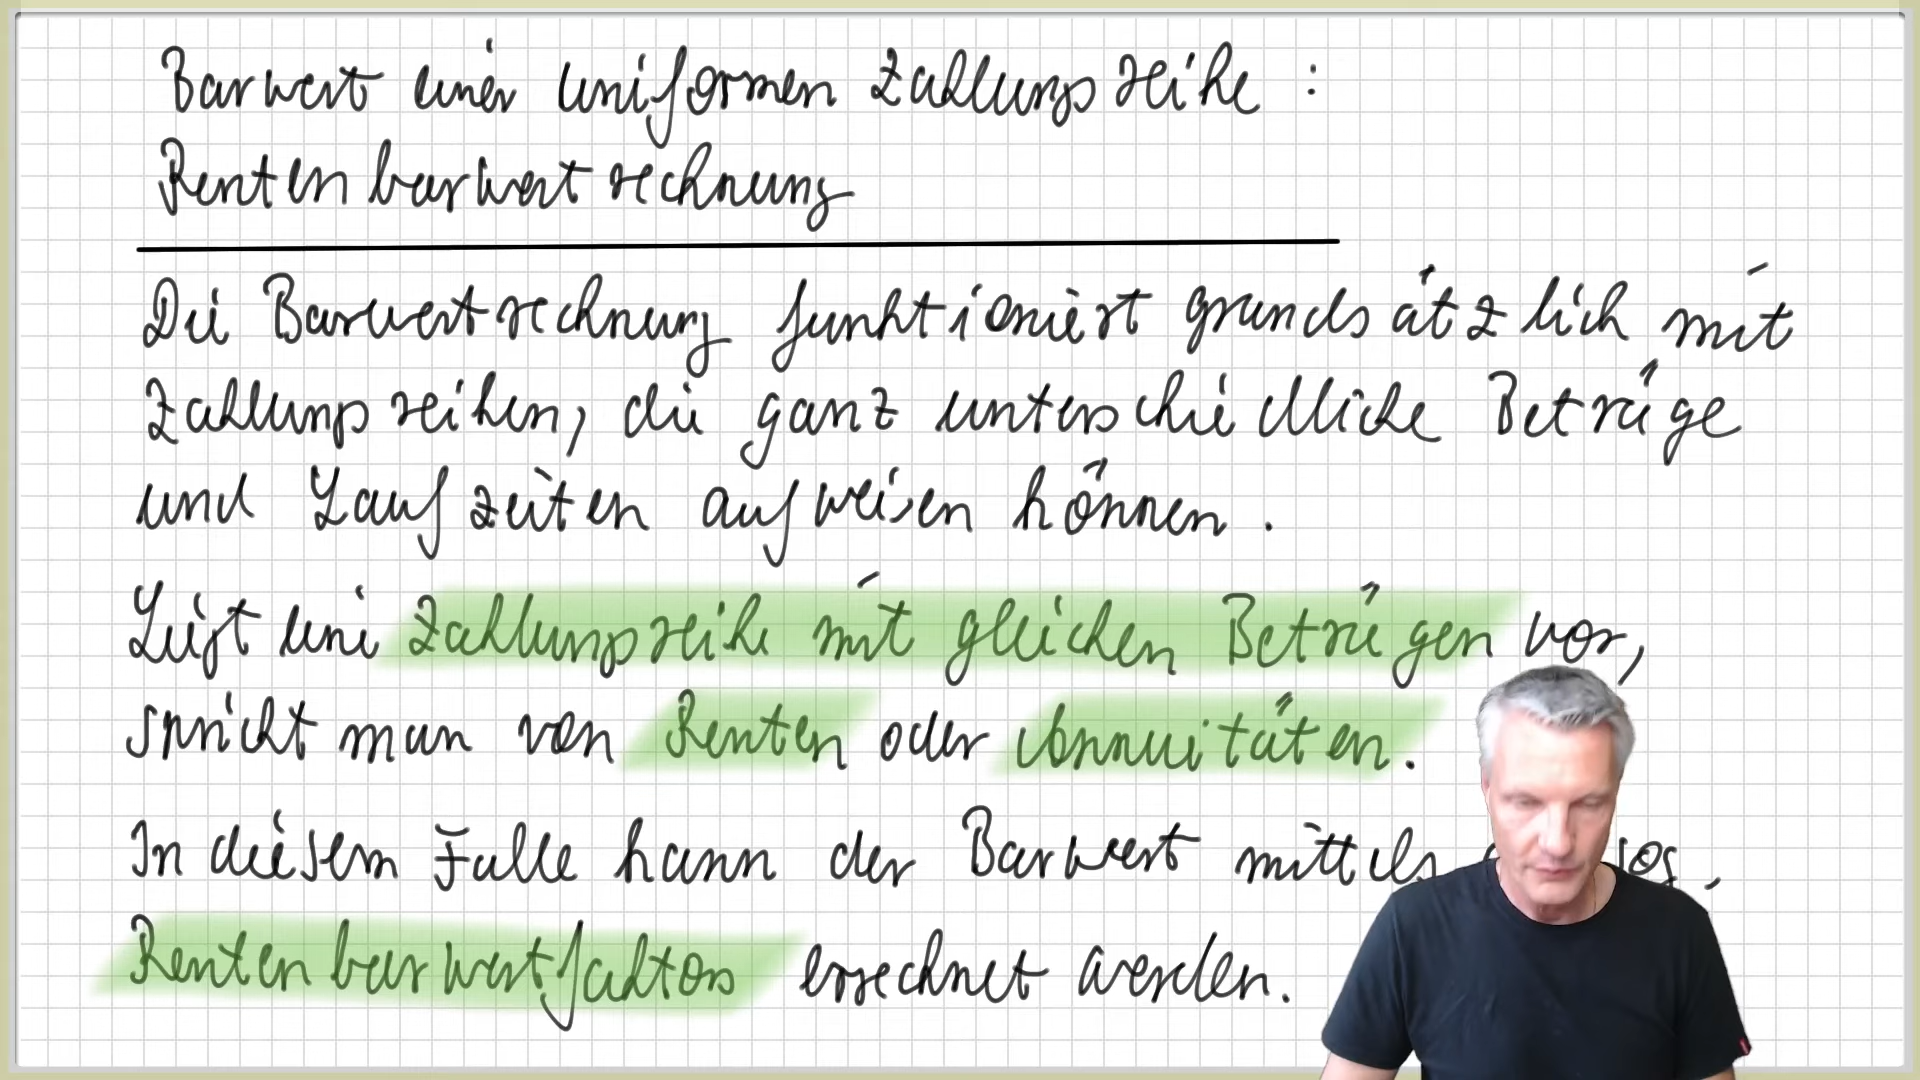 Barwert einer uniformen Zahlungsreihe :
Rentenbarwertrechnung
Die Barwertrechnung funktioniert grundsätzlich mit
Zahlungsreihen, die ganz unterschiedliche Beträge
und Laufzeiten aufweisen können.
Liegt eine Zahlungsreihe mit gleichen Beträgen vor,
spricht man von Renten oder Annuitäten.
In diesem Falle kann der Barwert mittels sog.
Rentenbarwertfaktors errechnet werden.